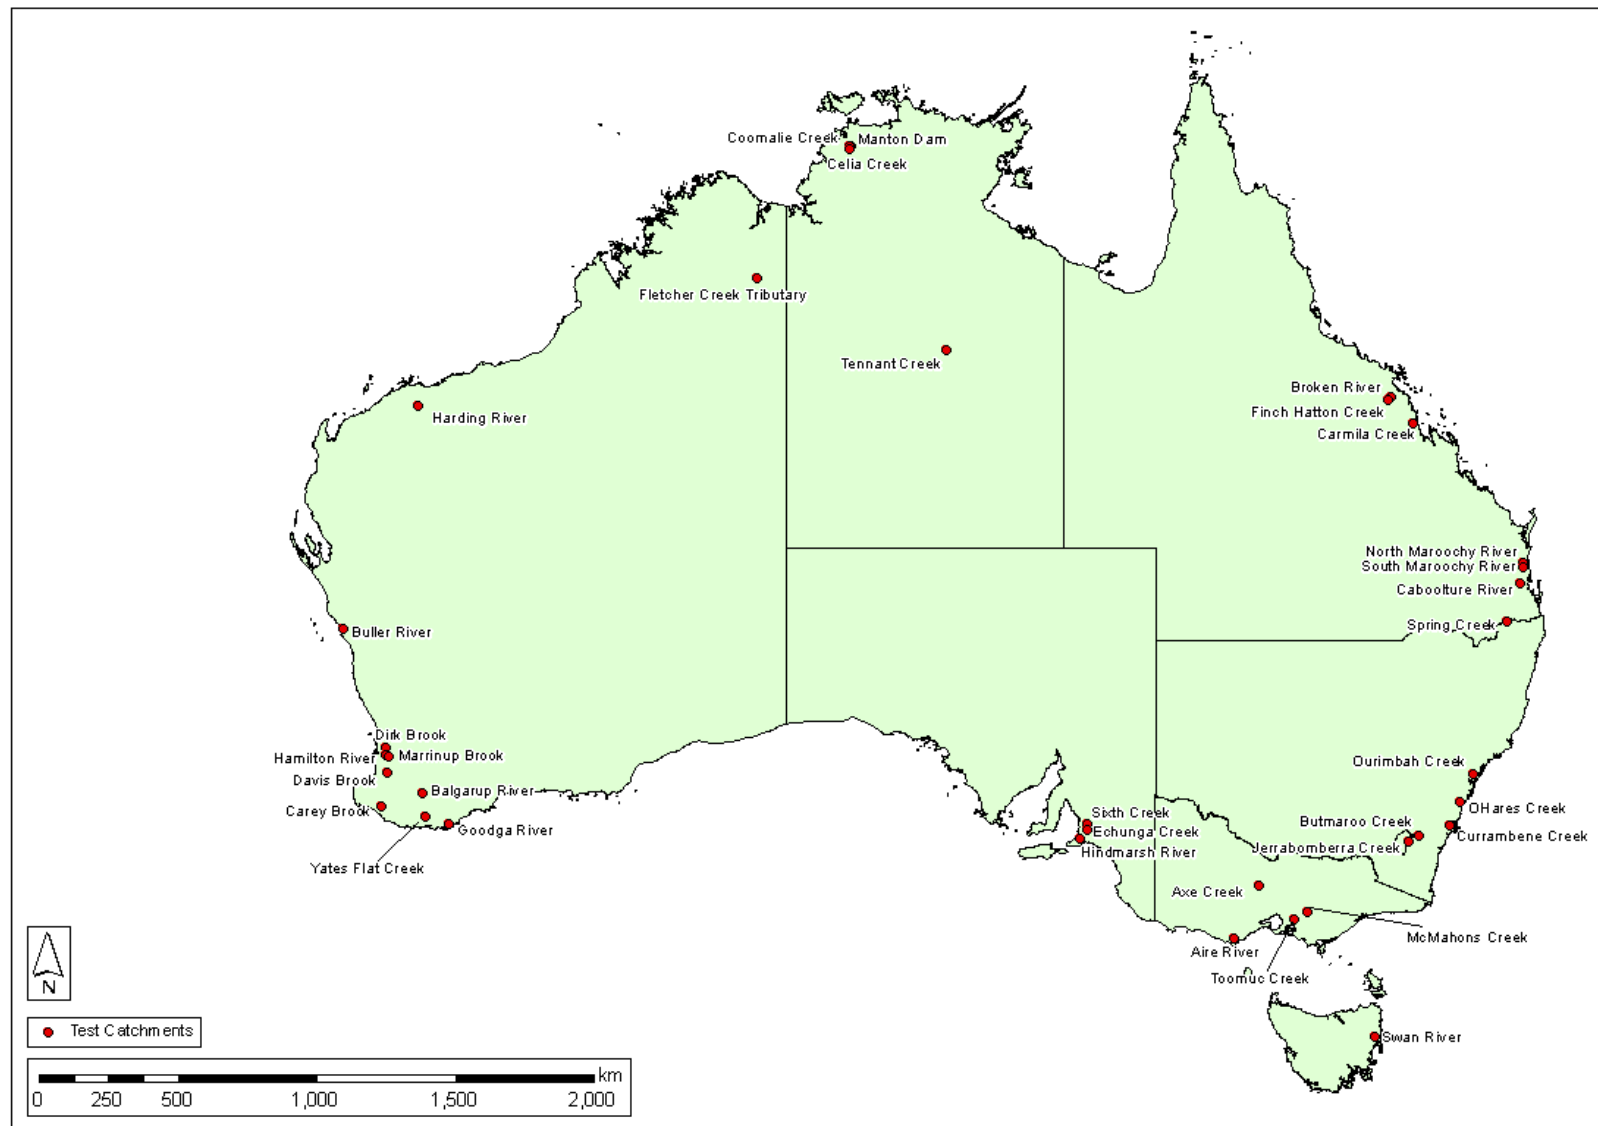 Coomalie Creek
Manton Dam
Celia Creek
Fletcher Creek Tributary
Tennant Creek
Harding River
Broken River
Finch Hatton Creek
Carmila Creek
North Maroochy River
South Maroochy River
Caboolture River
Spring Creek
Buller River
Dirk Brook
Hamilton River
Marrinup Brook
Davis Brook
Balgarup River
Carey Brook
Goodga River
Yates Flat Creek
Ourimbah Creek
OHares Creek
Sixth Creek
Butmaroo Creek
Echunga Creek
Currambene Creek
Hindmarsh River
Jerrabomberra Creek
Axe Creek
McMahons Creek
Aire River
Toomuc Creek
Swan River
N
Test Catchments
km
0 250 500 1,000 1,500 2,000